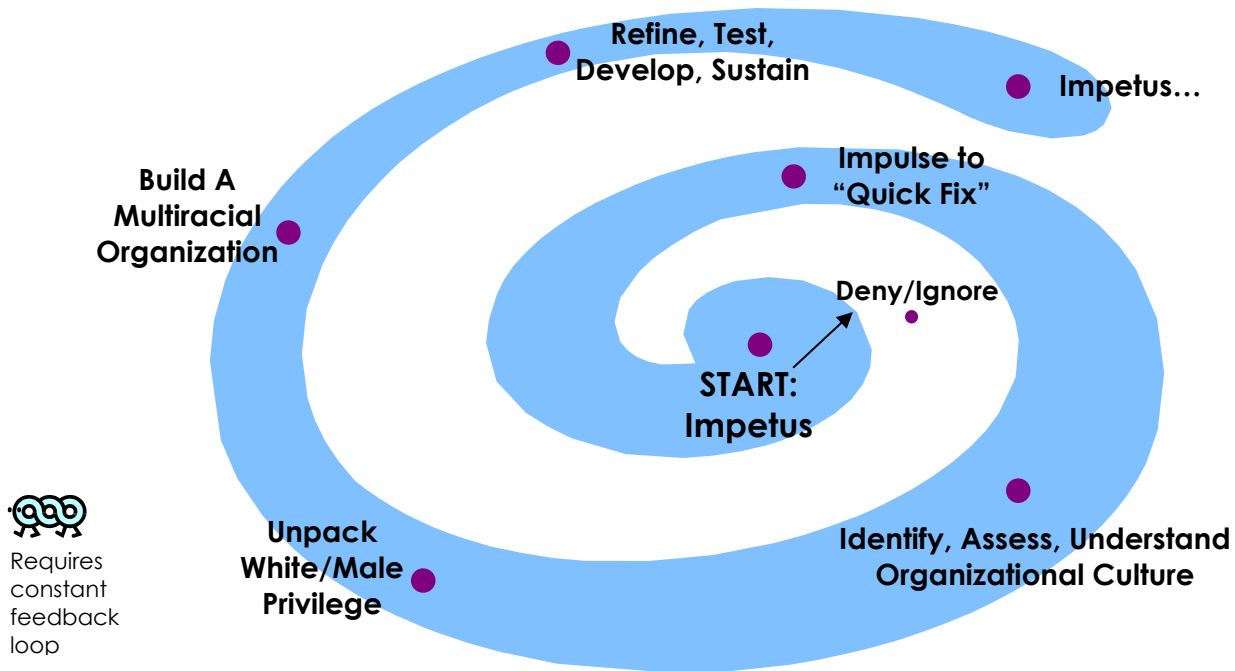 Refine, Test,
Develop, Sustain
Impetus…
Impulse to
“Quick Fix”
Build A
Multiracial
Organization
Deny/Ignore
START:
Impetus
Unpack
White/Male
Privilege
Identify, Assess, Understand
Organizational Culture
Requires
constant
feedback
loop